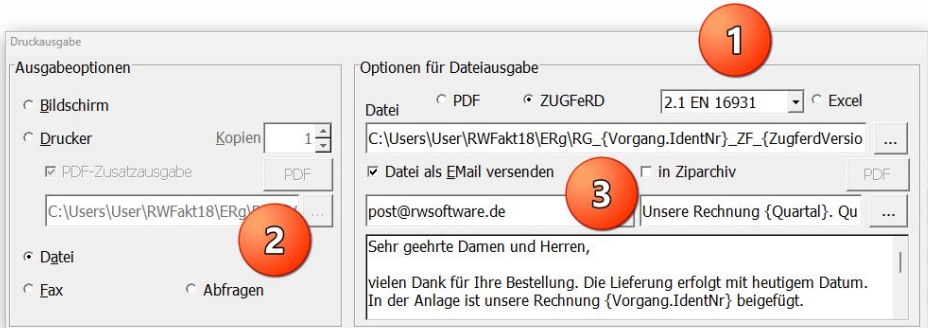 Druckausgabe
1
Ausgabeoptionen
Bildschirm
Drucker Kopien 1
PDF-Zusatzausgabe PDF
C:\Users\User\RWFakt18\ERg\ ...
2
Datei
Fax Abfragen
Optionen für Dateiausgabe
Datei PDF ZUGFeRD 2.1 EN 16931 Excel
C:\Users\User\RWFakt18\ERg\RG_{Vorgang.IdentNr}_ZF_{ZugferdVersio ...
Datei als EMail versenden in Ziparchiv PDF
3
post@rwsoftware.de Unsere Rechnung {Quartal}. Qu ...
Sehr geehrte Damen und Herren,
vielen Dank für Ihre Bestellung. Die Lieferung erfolgt mit heutigem Datum.
In der Anlage ist unsere Rechnung {Vorgang.IdentNr} beigefügt.